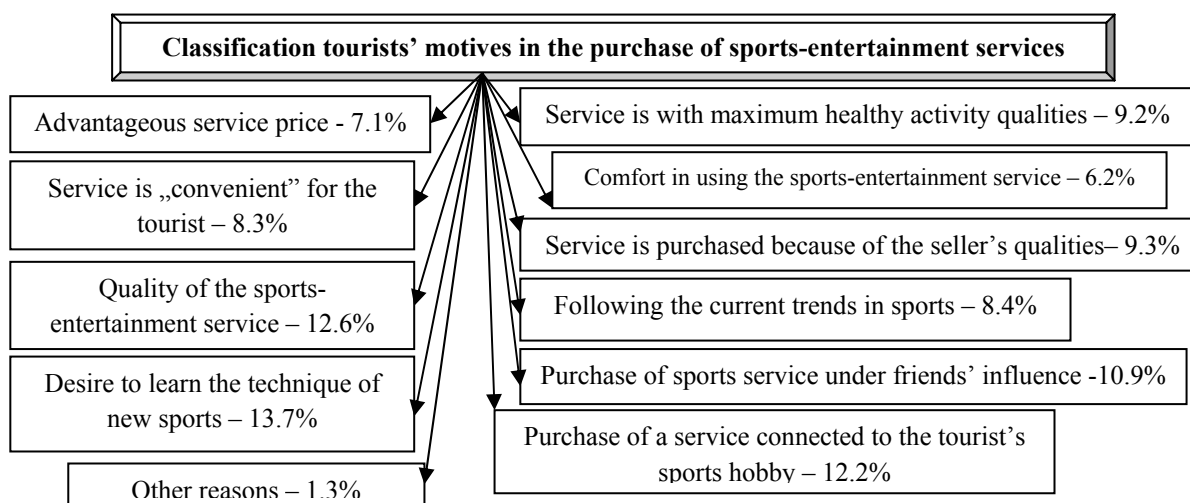 Classification tourists’ motives in the purchase of sports-entertainment services
Advantageous service price - 7.1%
Service is „convenient” for the
tourist – 8.3%
Quality of the sports-
entertainment service – 12.6%
Desire to learn the technique of
new sports – 13.7%
Other reasons – 1.3%
Service is with maximum healthy activity qualities – 9.2%
Comfort in using the sports-entertainment service – 6.2%
Service is purchased because of the seller’s qualities– 9.3%
Following the current trends in sports – 8.4%
Purchase of sports service under friends’ influence -10.9%
Purchase of a service connected to the tourist’s
sports hobby – 12.2%